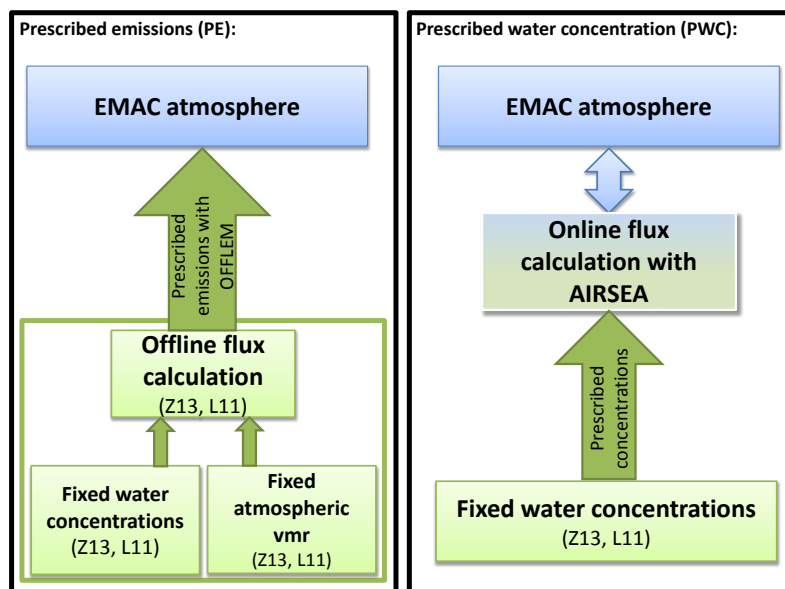 Prescribed emissions (PE):
EMAC atmosphere
Prescribed
emissions with
OFFLEM
Offline flux
calculation
(Z13, L11)
Fixed water
concentrations
(Z13, L11)
Fixed
atmospheric
vmr
(Z13, L11)
Prescribed water concentration (PWC):
EMAC atmosphere
Online flux
calculation with
AIRSEA
Prescribed
concentrations
Fixed water concentrations
(Z13, L11)